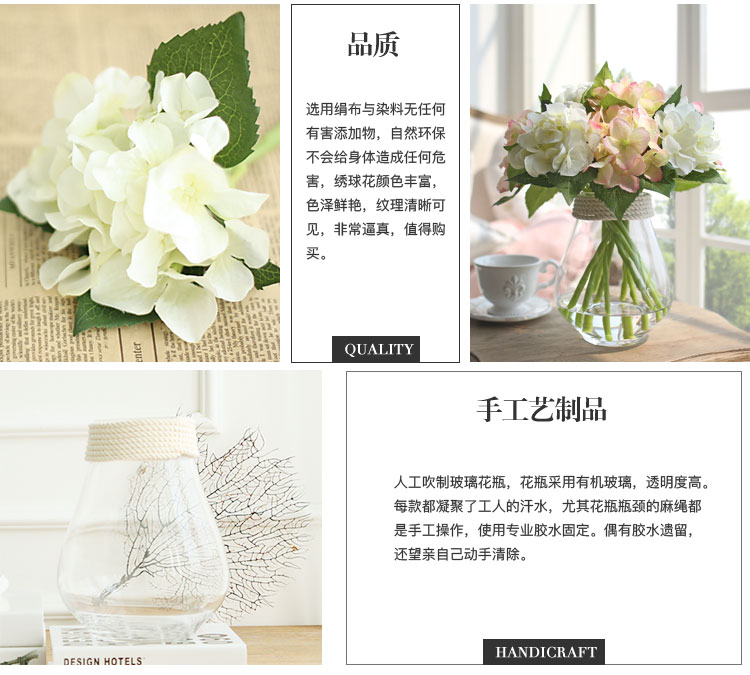 品质
选用绢布与染料无任何
有害添加物，自然环保
不会给身体造成任何危
害，绣球花颜色丰富，
色泽鲜艳，纹理清晰可
见，非常逼真，值得购
买。
QUALITY
手工艺制品
人工吹制玻璃花瓶，花瓶采用有机玻璃，透明度高。
每款都凝聚了工人的汗水，尤其花瓶瓶颈的麻绳都
是手工操作，使用专业胶水固定。偶有胶水遗留，
还望亲自己动手清除。
HANDICRAFT
DESIGN HOTELS